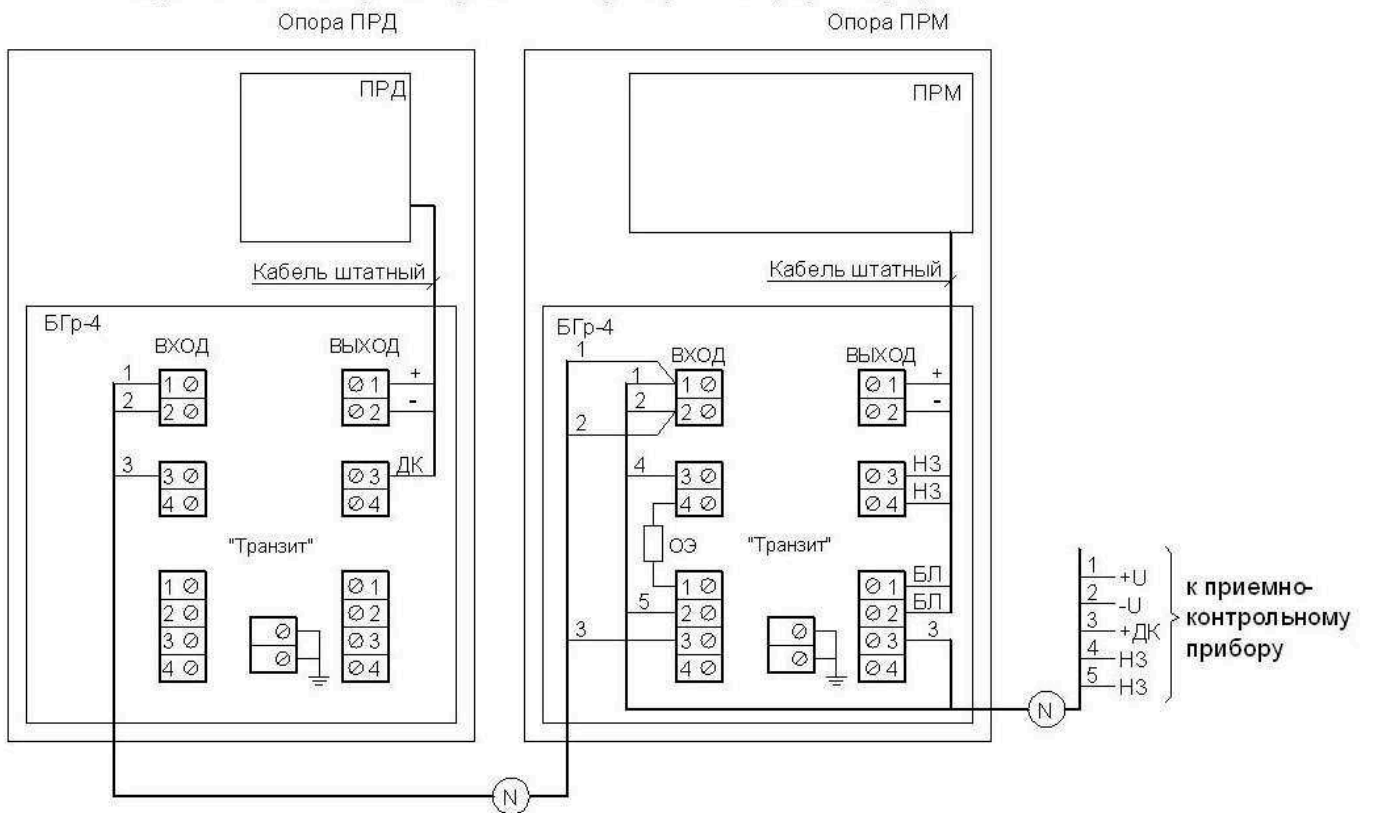 Опора ПРД
Опора ПРМ
ПРД
ПРМ
Кабель штатный
Кабель штатный
БГр-4
ВХОД
ВЫХОД
1
1
2
2
1
2
+
-
3
3
4
3
4
ДК
"Транзит"
1
2
3
4
1
2
3
4
БГр-4
1
ВХОД
ВЫХОД
1
1
2
2
2
1
2
+
-
4
3
4
3
4
НЗ
НЗ
ОЭ
"Транзит"
1
5
2
3
3
4
1
2
3
4
БЛ
БЛ
3
1 +U
2 -U
3 +ДК
4 НЗ
5 НЗ
к приемно-
контрольному
прибору
N
N